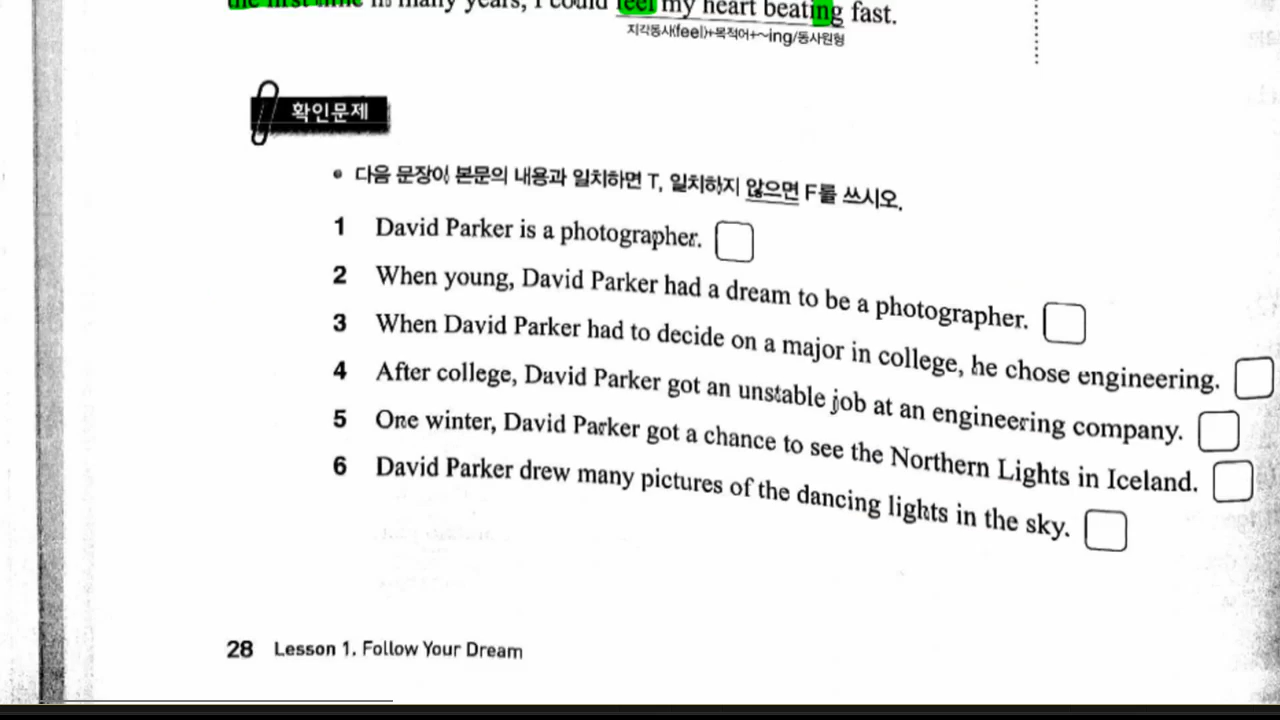 the first time in many years, I could feel my heart beating fast.
지각동사(feel)+목적어+~ing/동사원형
확인문제
• 다음 문장이 본문의 내용과 일치하면 T, 일치하지 않으면 F를 쓰시오.
1 David Parker is a photographer.
2 When young, David Parker had a dream to be a photographer.
3 When David Parker had to decide on a major in college, he chose engineering.
4 After college, David Parker got an unstable job at an engineering company.
5 One winter, David Parker got a chance to see the Northern Lights in Iceland.
6 David Parker drew many pictures of the dancing lights in the sky.
28 Lesson 1. Follow Your Dream